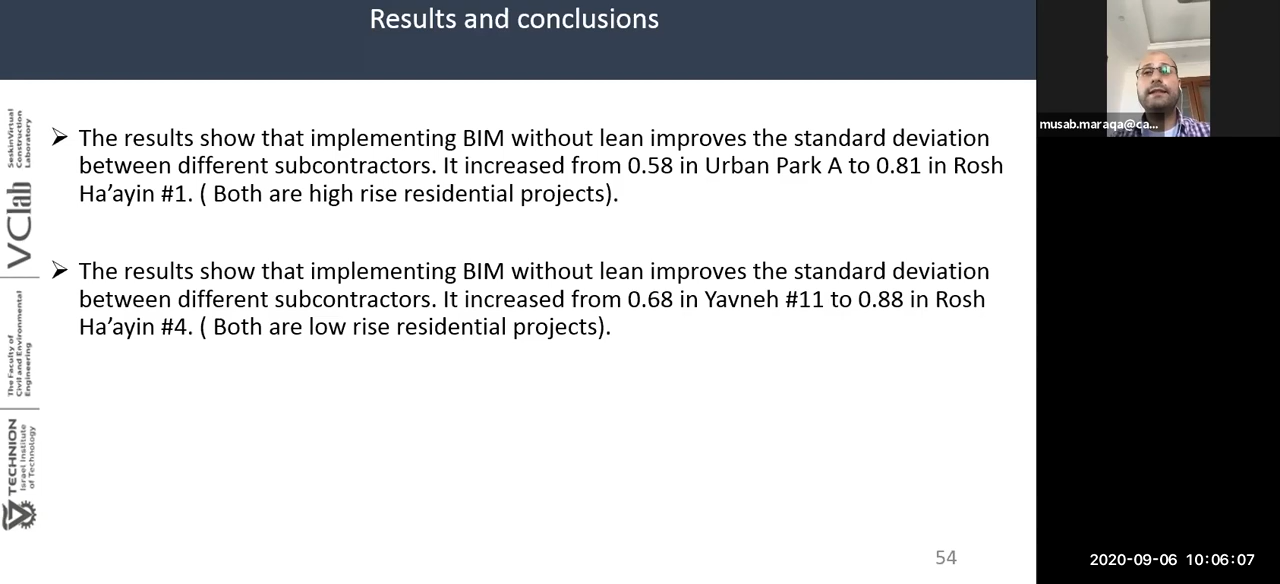 Results and conclusions
➢ The results show that implementing BIM without lean improves the standard deviation
between different subcontractors. It increased from 0.58 in Urban Park A to 0.81 in Rosh
Ha’ayin #1. ( Both are high rise residential projects).
➢ The results show that implementing BIM without lean improves the standard deviation
between different subcontractors. It increased from 0.68 in Yavneh #11 to 0.88 in Rosh
Ha’ayin #4. ( Both are low rise residential projects).
54
VClab
SeskinVirtual
Construction
Laboratory
The Faculty of
Civil and Environmental
Engineering
TECHNION
Israel Institute
of Technology
musab.maraqa@ca...
2020-09-06 10:06:07